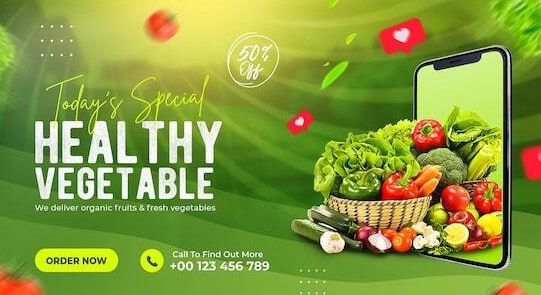 50%
Off
Today's Special
HEALTHY
VEGETABLE
We deliver organic fruits & fresh vegetables
ORDER NOW
Call To Find Out More
+00 123 456 789